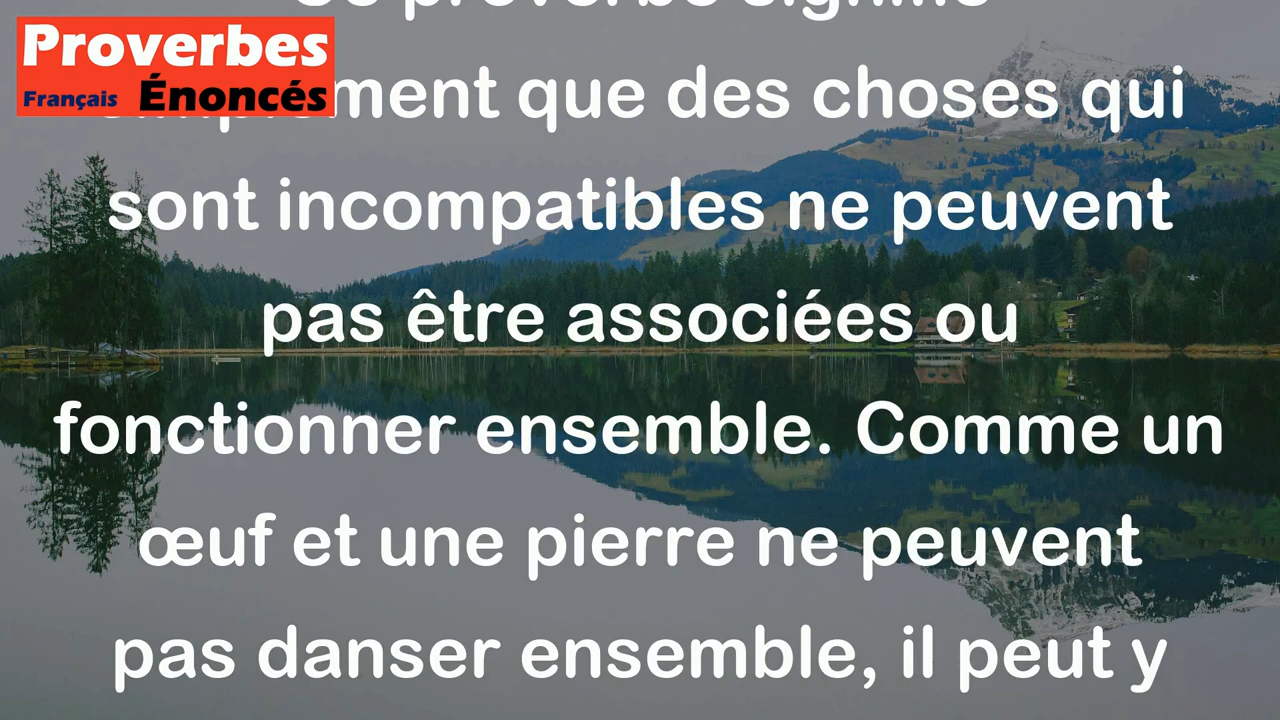 Proverbes
Français Énoncés
ment que des choses qui
sont incompatibles ne peuvent
pas être associées ou
fonctionner ensemble. Comme un
œuf et une pierre ne peuvent
pas danser ensemble, il peut y